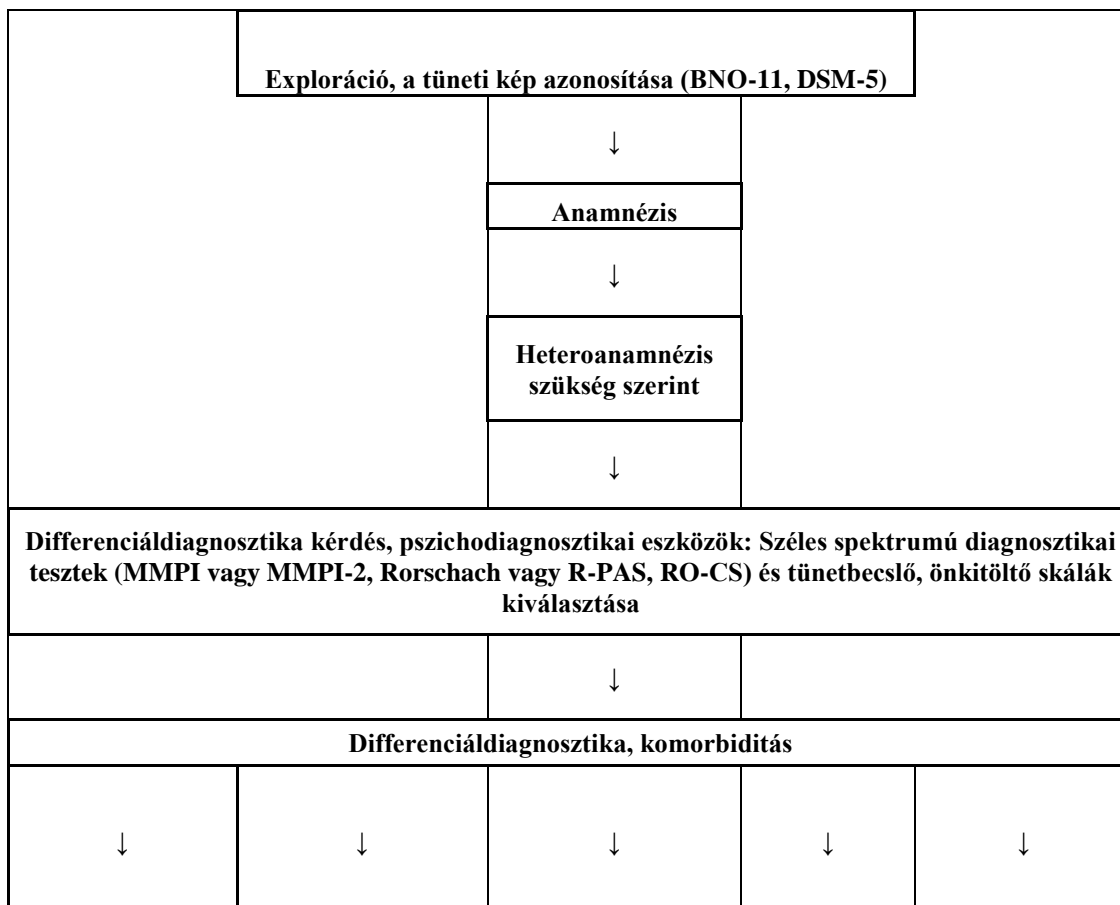 Exploráció, a tüneti kép azonosítása (BNO-11, DSM-5)
↓
Anamnézis
↓
Heteroanamnézis
szükség szerint
↓
Differenciáldiagnosztika kérdés, pszichodiagnosztikai eszközök: Széles spektrumú diagnosztikai
tesztek (MMPI vagy MMPI-2, Rorschach vagy R-PAS, RO-CS) és tünetbecslő, önkitöltő skálák
kiválasztása
↓
Differenciáldiagnosztika, komorbiditás
↓ ↓ ↓ ↓ ↓